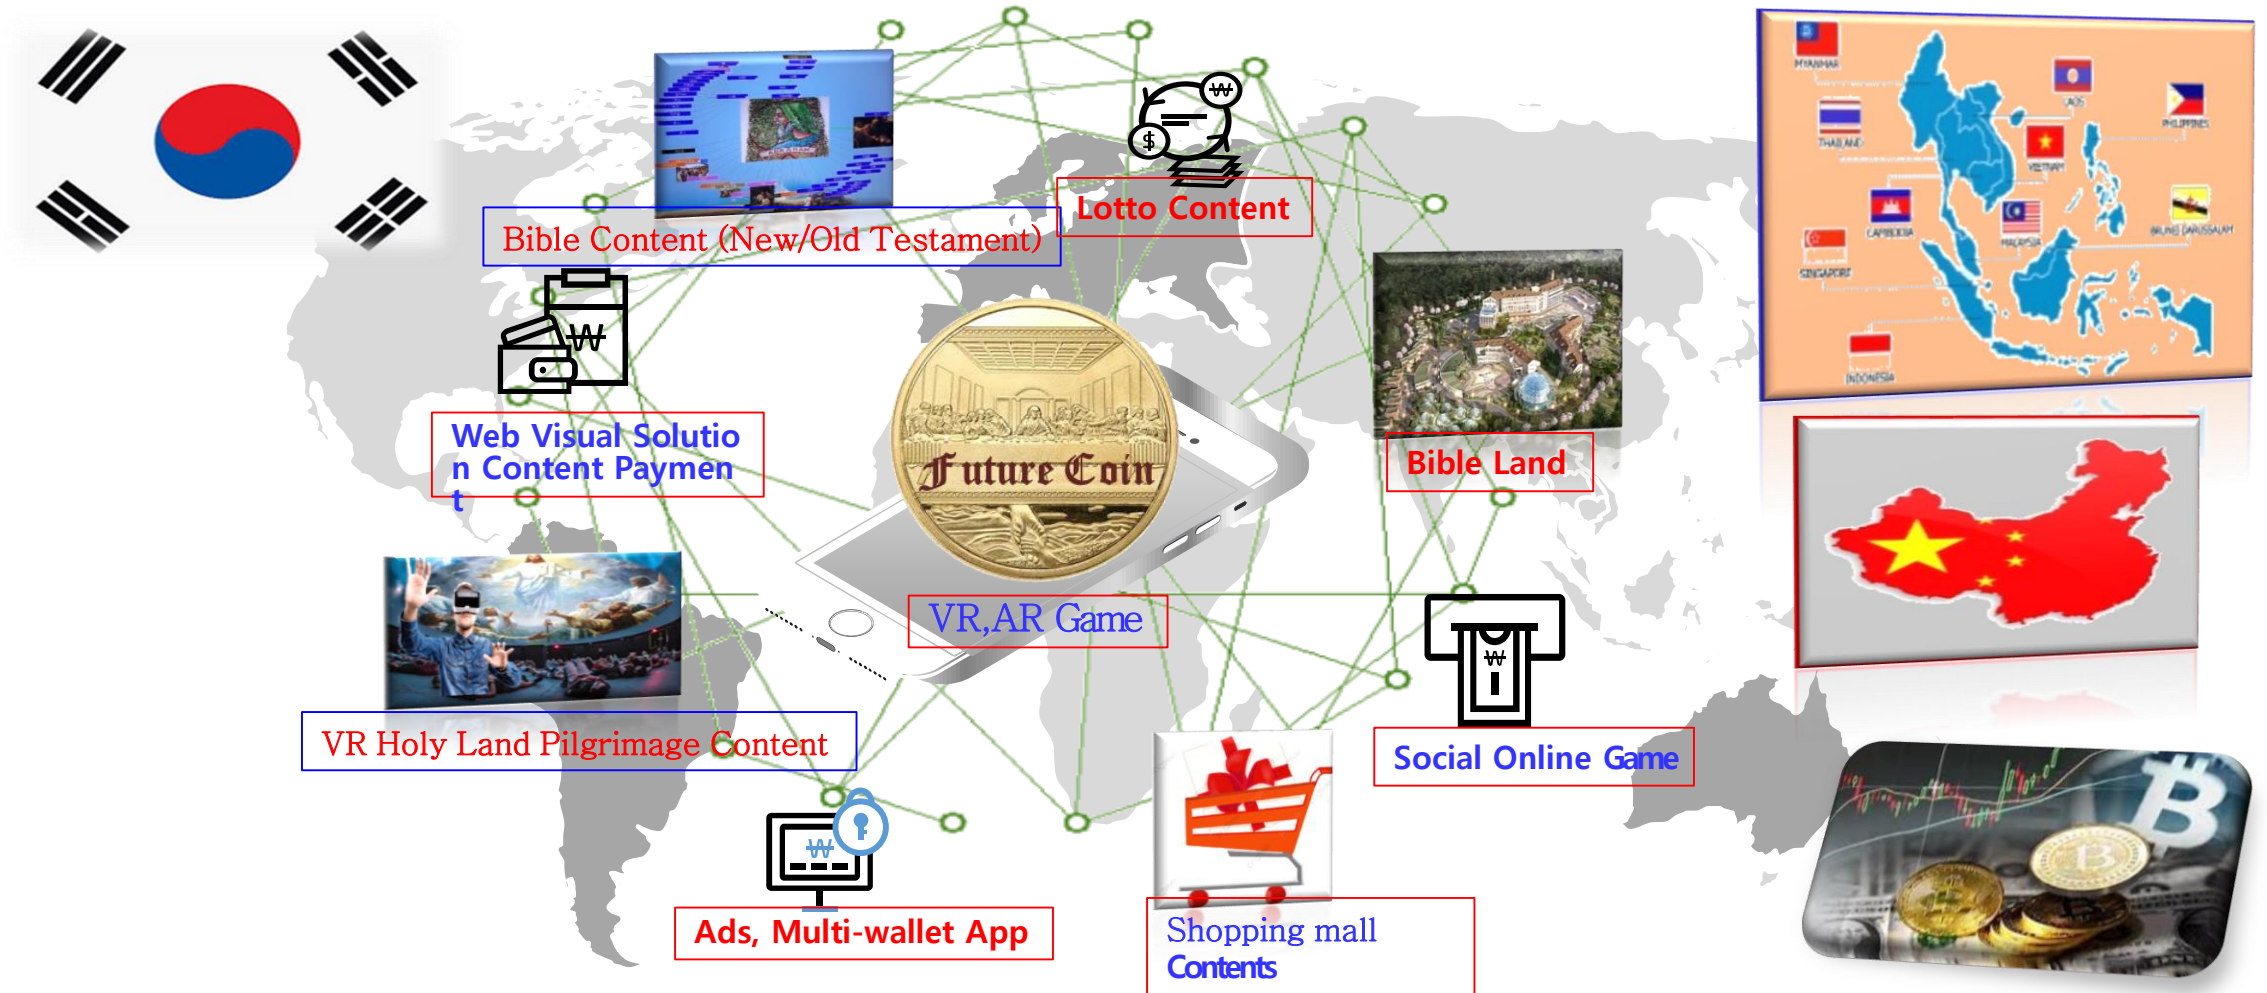 Bible Content (New/Old Testament)
Lotto Content
Web Visual Solutio
n Content Paymen
t
Future Coin
Bible Land
VR,AR Game
VR Holy Land Pilgrimage Content
Social Online Game
Ads, Multi-wallet App
Shopping mall
Contents
MYANMAR
LAOS
PHILIPPINES
THAILAND
VIETNAM
CAMBODIA
MALAYSIA
BRUNEI DARUSSALAM
SINGAPORE
INDONESIA